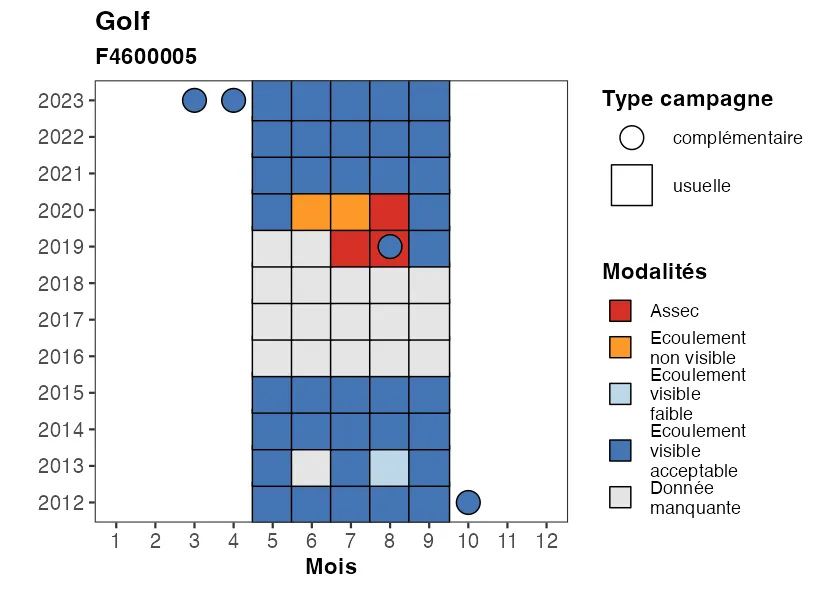 Golf
F4600005
2023
2022
2021
2020
2019
2018
2017
2016
2015
2014
2013
2012
1 2 3 4 5 6 7 8 9 10 11 12
Mois
Type campagne
complémentaire
usuelle
Modalités
Assec
Ecoulement
non visible
Ecoulement
visible
faible
Ecoulement
visible
acceptable
Donnée
manquante